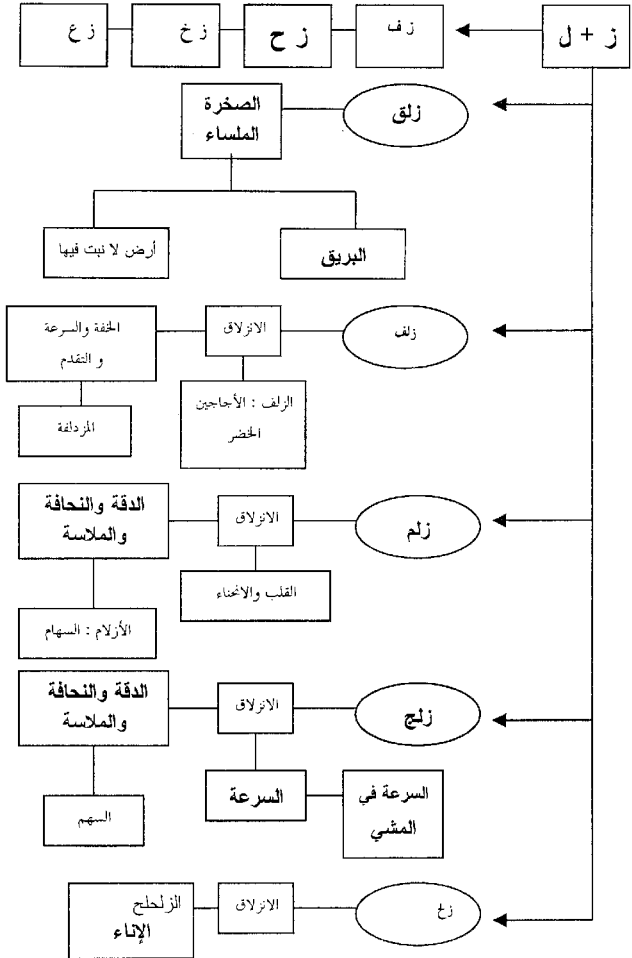 ز + ل
ز ف
ز ح
ز خ
ز ع
زلق
الصخرة
الملساء
البريق
أرض لا نبت فيها
زلف
الانزلاق
الخفة والسرعة
و التقدم
الزلف : الأجاجين
الخضر
المزدلفة
زلم
الانزلاق
الدقة والنحافة
والملاسة
القلب والانحناء
الأزلام : السهام
زلج
الانزلاق
الدقة والنحافة
والملاسة
السرعة
السرعة في
المشي
السهم
زلخ
الانزلاق
الزلحلح
الإناء